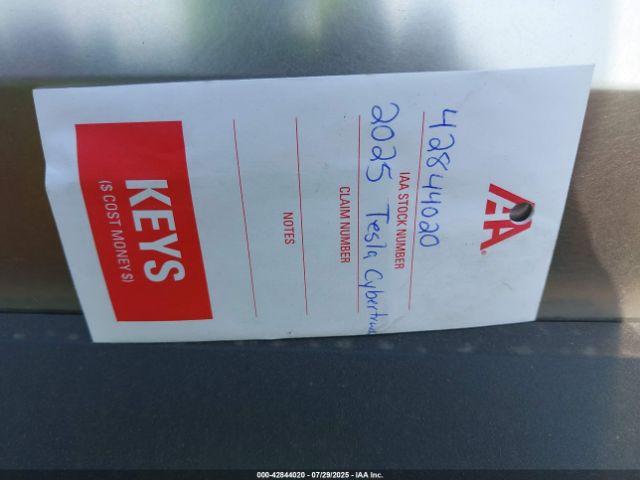 IAA
42844020
IAA STOCK NUMBER
2025 Tesla Cybertruc
CLAIM NUMBER
NOTES
KEYS
($ COST MONEY $)
000-42844020 - 07/29/2025 - IAA Inc.